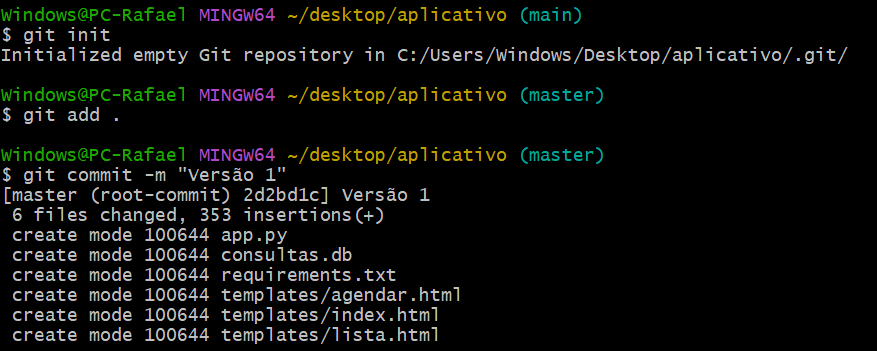 Windows@PC-Rafael MINGW64 ~/desktop/aplicativo (main)
$ git init
Initialized empty Git repository in C:/Users/Windows/Desktop/aplicativo/.git/
Windows@PC-Rafael MINGW64 ~/desktop/aplicativo (master)
$ git add .
Windows@PC-Rafael MINGW64 ~/desktop/aplicativo (master)
$ git commit -m "Versão 1"
[master (root-commit) 2d2bd1c] Versão 1
 6 files changed, 353 insertions(+)
 create mode 100644 app.py
 create mode 100644 consultas.db
 create mode 100644 requirements.txt
 create mode 100644 templates/agendar.html
 create mode 100644 templates/index.html
 create mode 100644 templates/lista.html